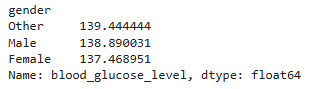 gender
Other     139.444444
Male      138.890031
Female    137.468951
Name: blood_glucose_level, dtype: float64